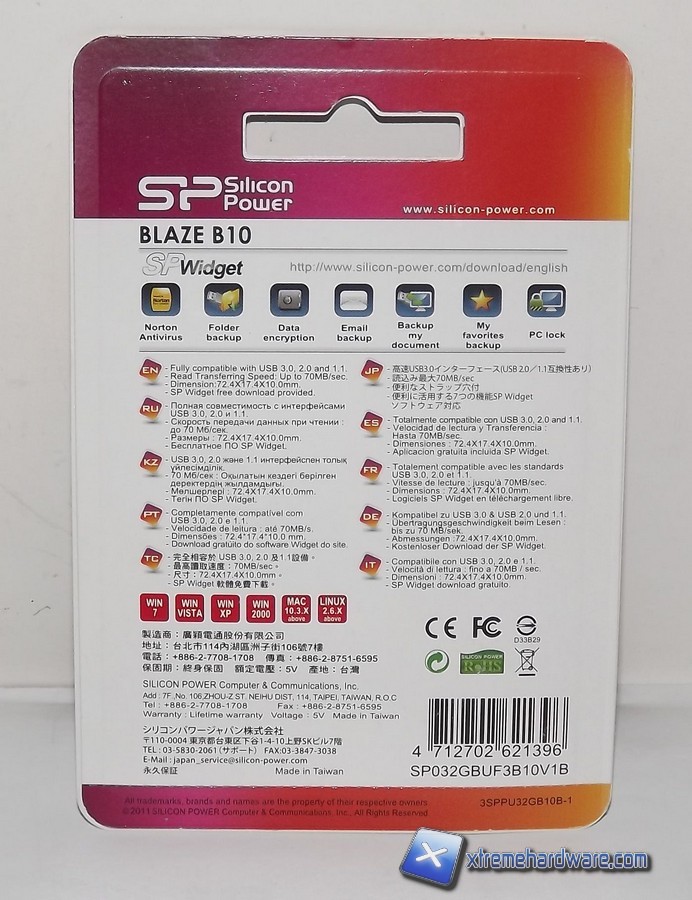 SP Silicon Power
www.silicon-power.com
BLAZE B10
SP Widget
http://www.silicon-power.com/download/english
Norton Antivirus
Folder backup
Data encryption
Email backup
Backup my document
My favorites backup
PC lock
EN
- Fully compatible with USB 3.0, 2.0 and 1.1.
- Read Transferring Speed: Up to 70MB/sec.
- Dimension:72.4X17.4X10.0mm.
- SP Widget free download provided.
RU
- Полная совместимость с интерфейсами
USB 3.0, 2.0 и 1.1.
- Скорость передачи данных при чтении :
до 70 Мб/сек
- Размеры : 72.4X17.4X10.0mm.
- Бесплатное ПО SP Widget.
KZ
- USB 3.0, 2.0 және 1.1 интерфейспен толық
үйлесімділік.
- 70 Мб/сек : Оқылатын кездегі берілген
деректердің жылдамдығы.
- Мөлшерлері : 72.4X17.4X10.0mm.
- Тегін ПО SP Widget.
PT
- Completamente compatível com
USB 3.0, 2.0 e 1.1.
- Velocidade de leitura : até 70MB/s.
- Dimensões : 72.4*17.4*10.0 mm.
- Download gratuito do software Widget do site.
TC
- 完全相容於 USB 3.0, 2.0 及1.1設備。
- 最高讀取速度：70MB/sec。
- 尺寸：72.4X17.4X10.0mm。
- SP Widget 軟體免費下載。
JP
- 高速USB3.0インターフェース(USB 2.0／1.1互換性あり)
- 読込み最大70MB/sec
- 便利なストラップ穴付
- 便利に活用する7つの機能SP Widget
ソフトウェア対応
ES
- Totalmente compatible con USB 3.0, 2.0 and 1.1.
- Velocidad de lectura y Transferencia :
Hasta 70MB/sec.
- Dimensiones : 72.4X17.4X10.0mm.
- Aplicacion gratuita incluida SP Widget.
FR
- Totalement compatible avec les standards
USB 3.0, 2.0 et 1.1.
- Vitesse de lecture : jusqu'à 70MB/sec.
- Dimensions : 72.4X17.4X10.0mm.
- Logiciels SP Widget en téléchargement libre.
DE
- Kompatibel zu USB 3.0 & USB 2.0 und 1.1.
- Übertragungsgeschwindigkeit beim Lesen :
bis zu 70 MB/sek.
- Abmessungen : 72.4X17.4X10.0mm.
- Kostenloser Download der SP Widget.
IT
- Compatibile con USB 3.0, 2.0 e 1.1.
- Velocità di lettura : fino a 70MB / sec.
- Dimensioni : 72.4X17.4X10.0mm.
- SP Widget download gratuito.
WIN 7
WIN VISTA
WIN XP
WIN 2000
MAC 10.3.X above
LINUX 2.6.X above
CE FC
D33B29
SILICON POWER
RoHS
製造商：廣穎電通股份有限公司
地址：台北市114內湖區洲子街106號7樓
電話：+886-2-7708-1708 傳真：+886-2-8751-6595
保固期：終身保固 額定電壓：5V 產地：台灣
SILICON POWER Computer & Communications, Inc.
Add : 7F.,No.106,ZHOU-Z ST. NEIHU DIST., 114, TAIPEI, TAIWAN, R.O.C
Tel : +886-2-7708-1708 Fax : +886-2-8751-6595
Warranty : Lifetime warranty Voltage : 5V Made in Taiwan
シリコンパワージャパン株式会社
〒110-0004 東京都台東区下谷1-4-10上野SKビル7階
TEL : 03-5830-2061 (サポート) FAX:03-3847-3038
E-Mail : japan_service@silicon-power.com
永久保証 Made in Taiwan
4 712702 621396
SP032GBUF3B10V1B
All trademarks, brands and names are the property of their respective owners
©2011 SILICON POWER Computer & Communications, Inc., All Rights Reserved
3SPPU32GB10B-1
xtremehardware.com